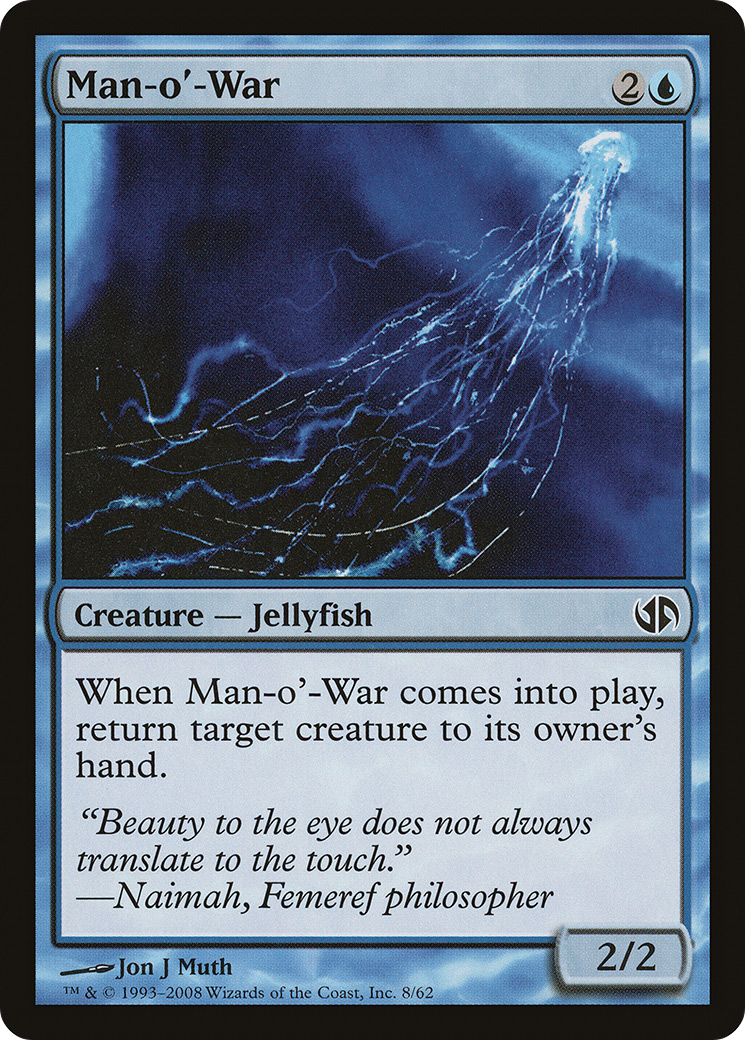 Man-o'-War 2
Creature — Jellyfish
When Man-o'-War comes into play,
return target creature to its owner's
hand.
“Beauty to the eye does not always
translate to the touch.”
—Naimah, Femeref philosopher
2/2
Jon J Muth
™ & © 1993–2008 Wizards of the Coast, Inc. 8/62